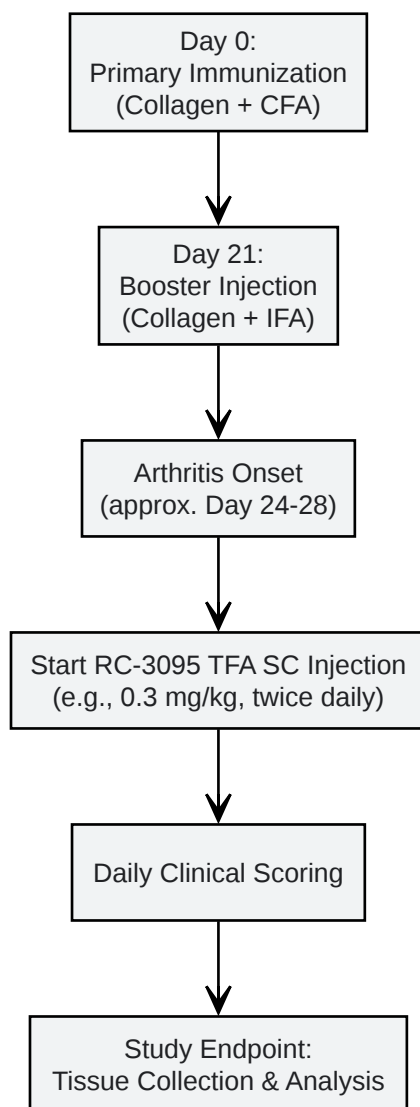 Day 0:
Primary Immunization
(Collagen + CFA)
Day 21:
Booster Injection
(Collagen + IFA)
Arthritis Onset
(approx. Day 24-28)
Start RC-3095 TFA SC Injection
(e.g., 0.3 mg/kg, twice daily)
Daily Clinical Scoring
Study Endpoint:
Tissue Collection & Analysis